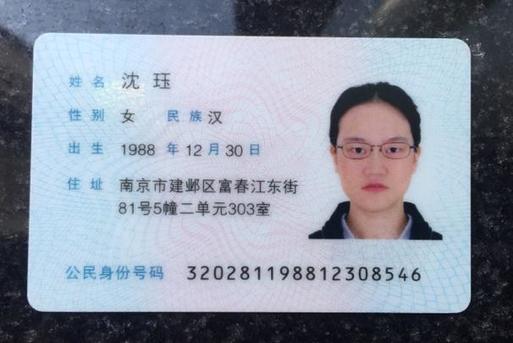 姓名 沈珏
性别 女 民族 汉
出生 1988 年 12 月 30 日
住址 南京市建邺区富春江东街
81号5幢二单元303室
公民身份号码 320281198812308546